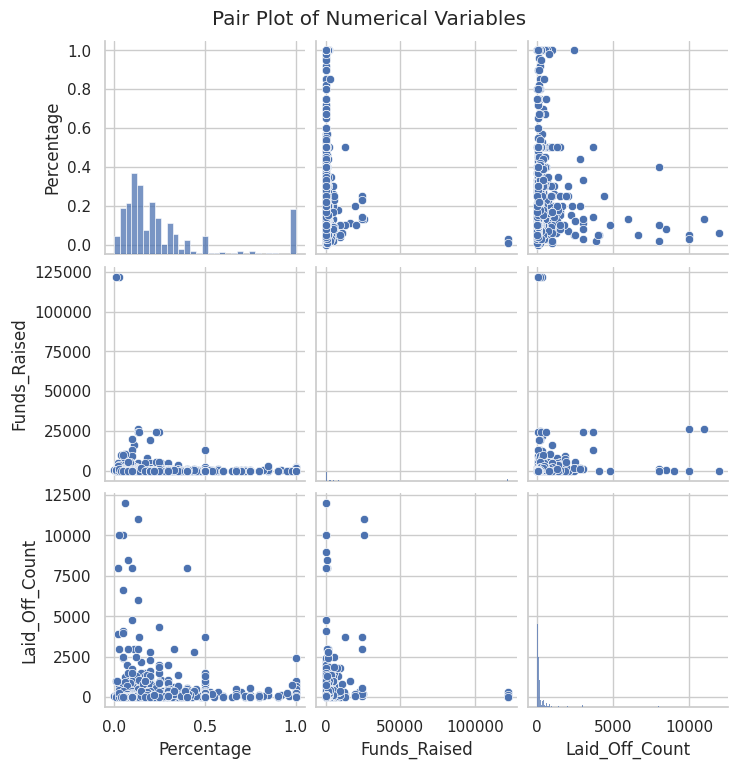 Pair Plot of Numerical Variables
1.0
0.8
0.6
0.4
0.2
0.0
Percentage
125000
100000
75000
50000
25000
0
Funds_Raised
12500
10000
7500
5000
2500
0
Laid_Off_Count
0.0 0.5 1.0
0 50000 100000
0 5000 10000
Percentage
Funds_Raised
Laid_Off_Count